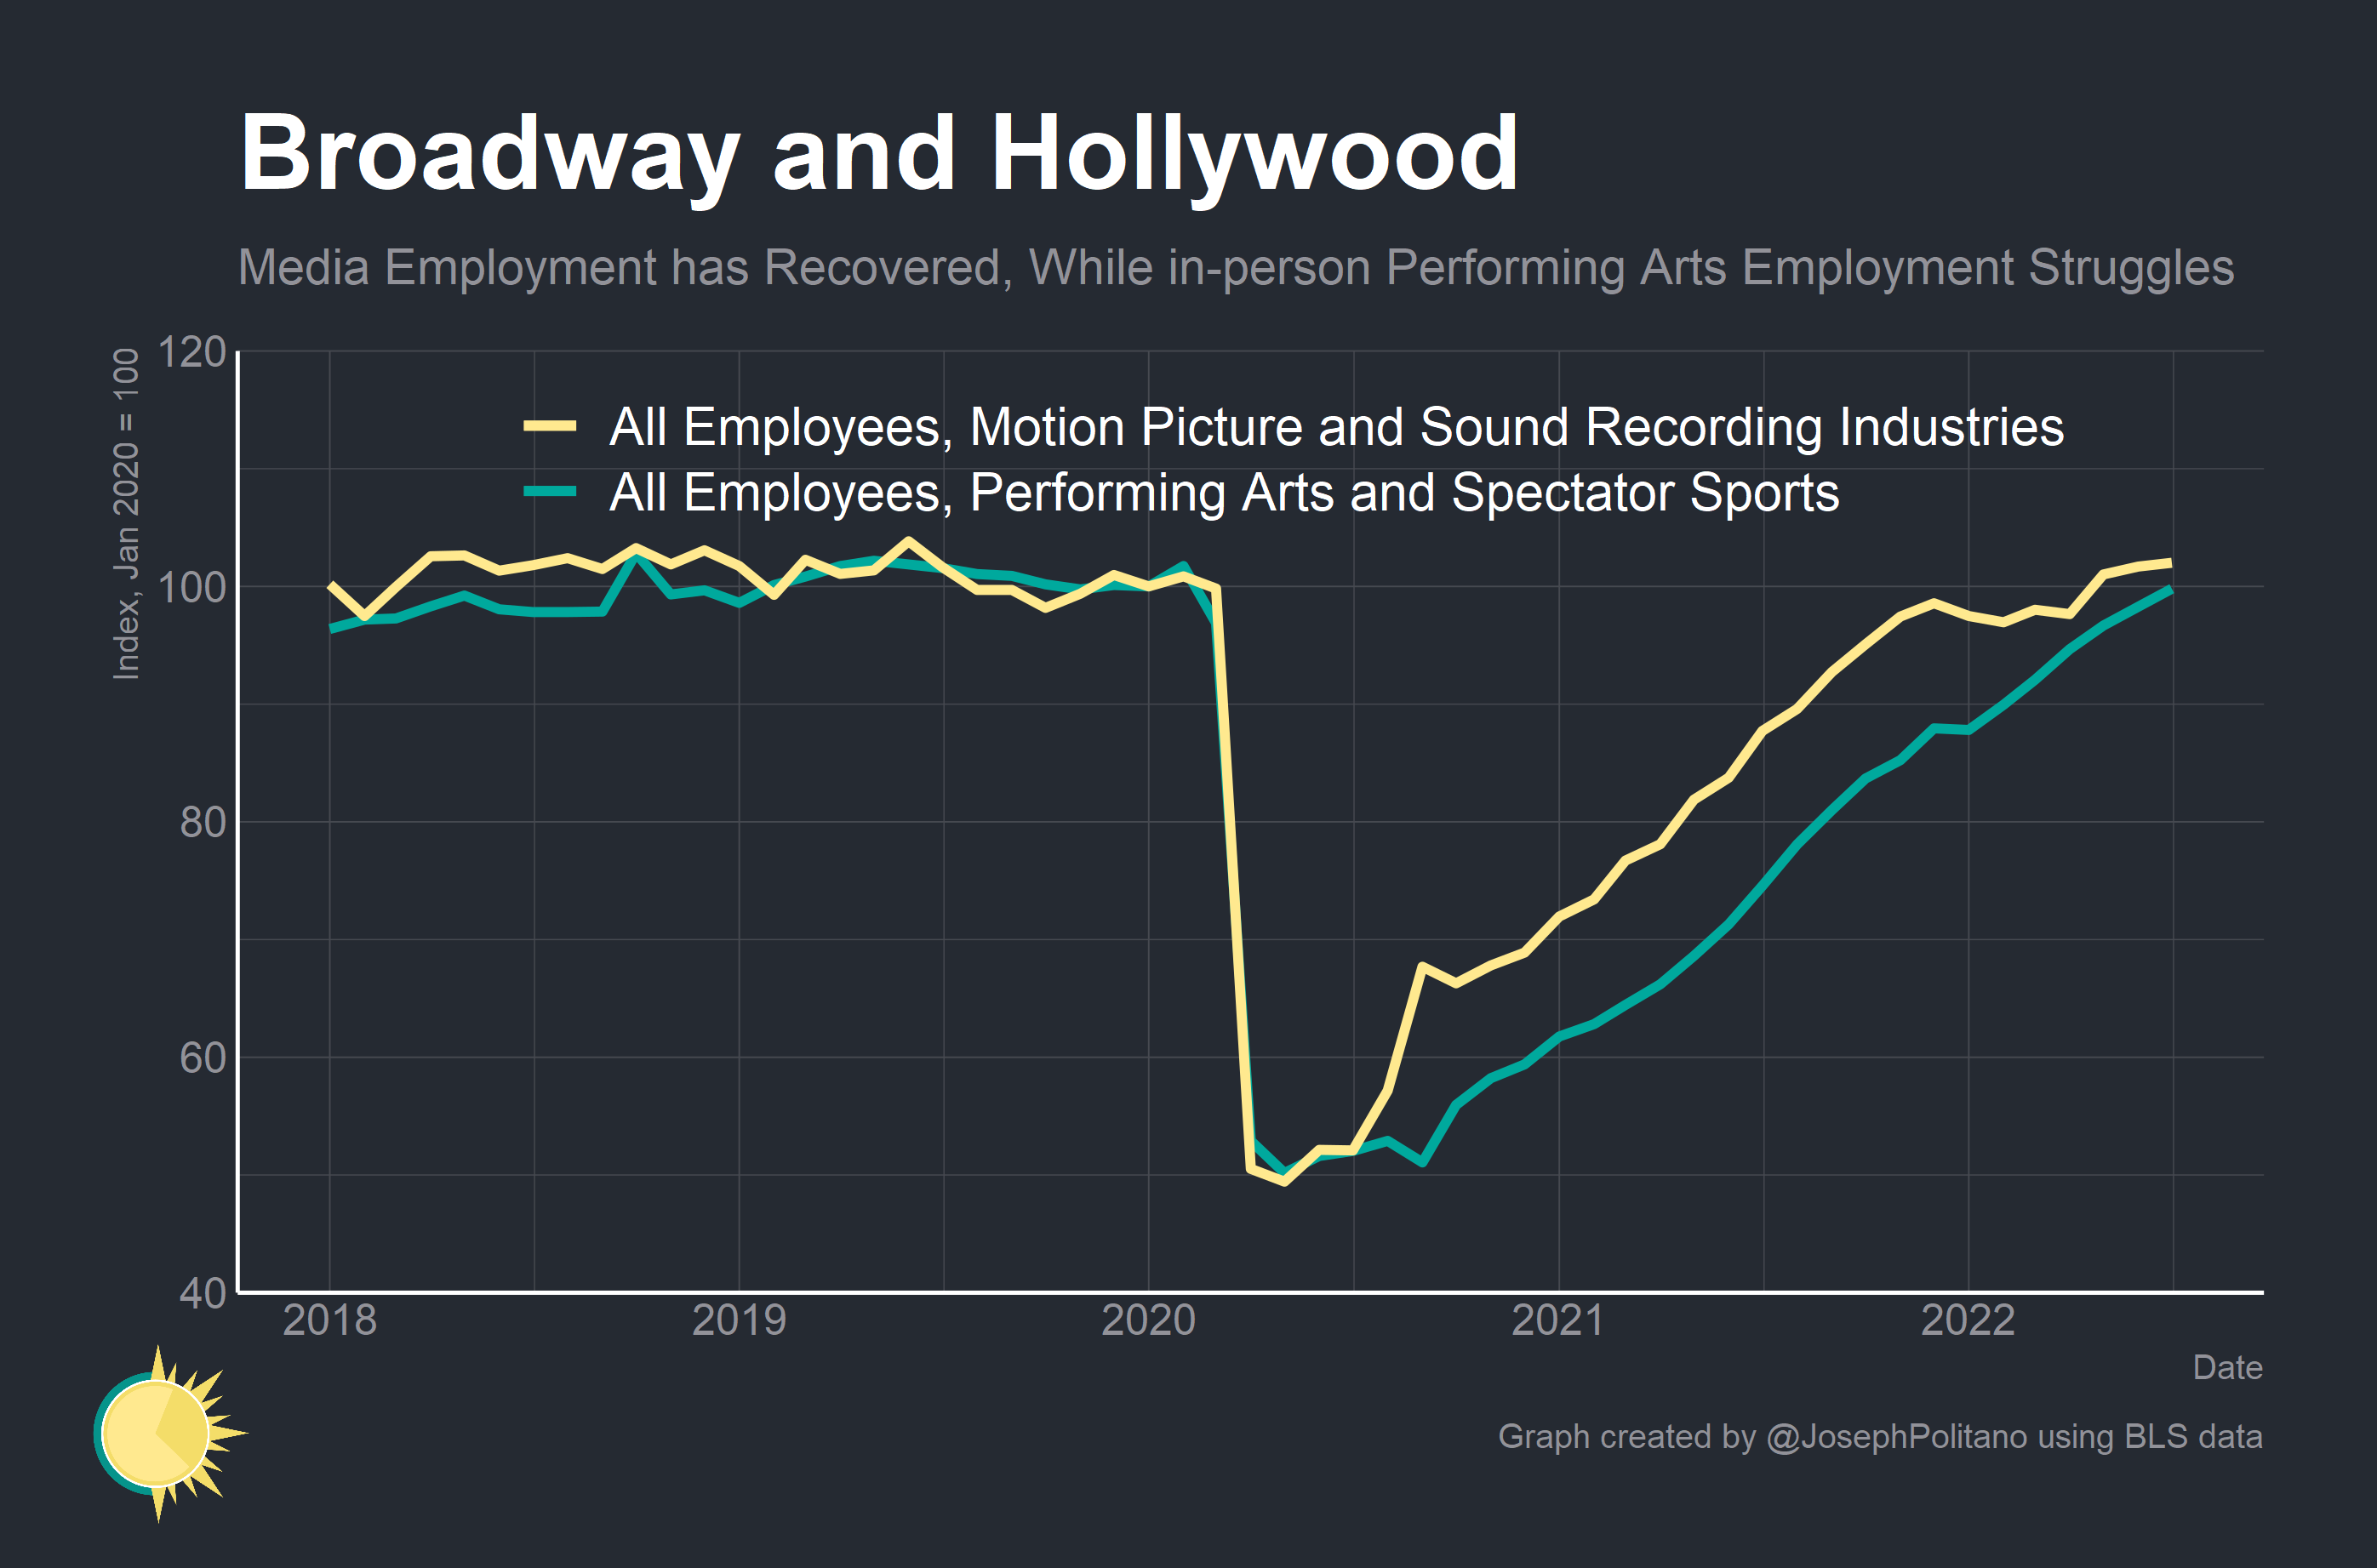 Broadway and Hollywood
Media Employment has Recovered, While in-person Performing Arts Employment Struggles
Index, Jan 2020 = 100
120
100
80
60
40
All Employees, Motion Picture and Sound Recording Industries
All Employees, Performing Arts and Spectator Sports
2018 2019 2020 2021 2022
Date
Graph created by @JosephPolitano using BLS data